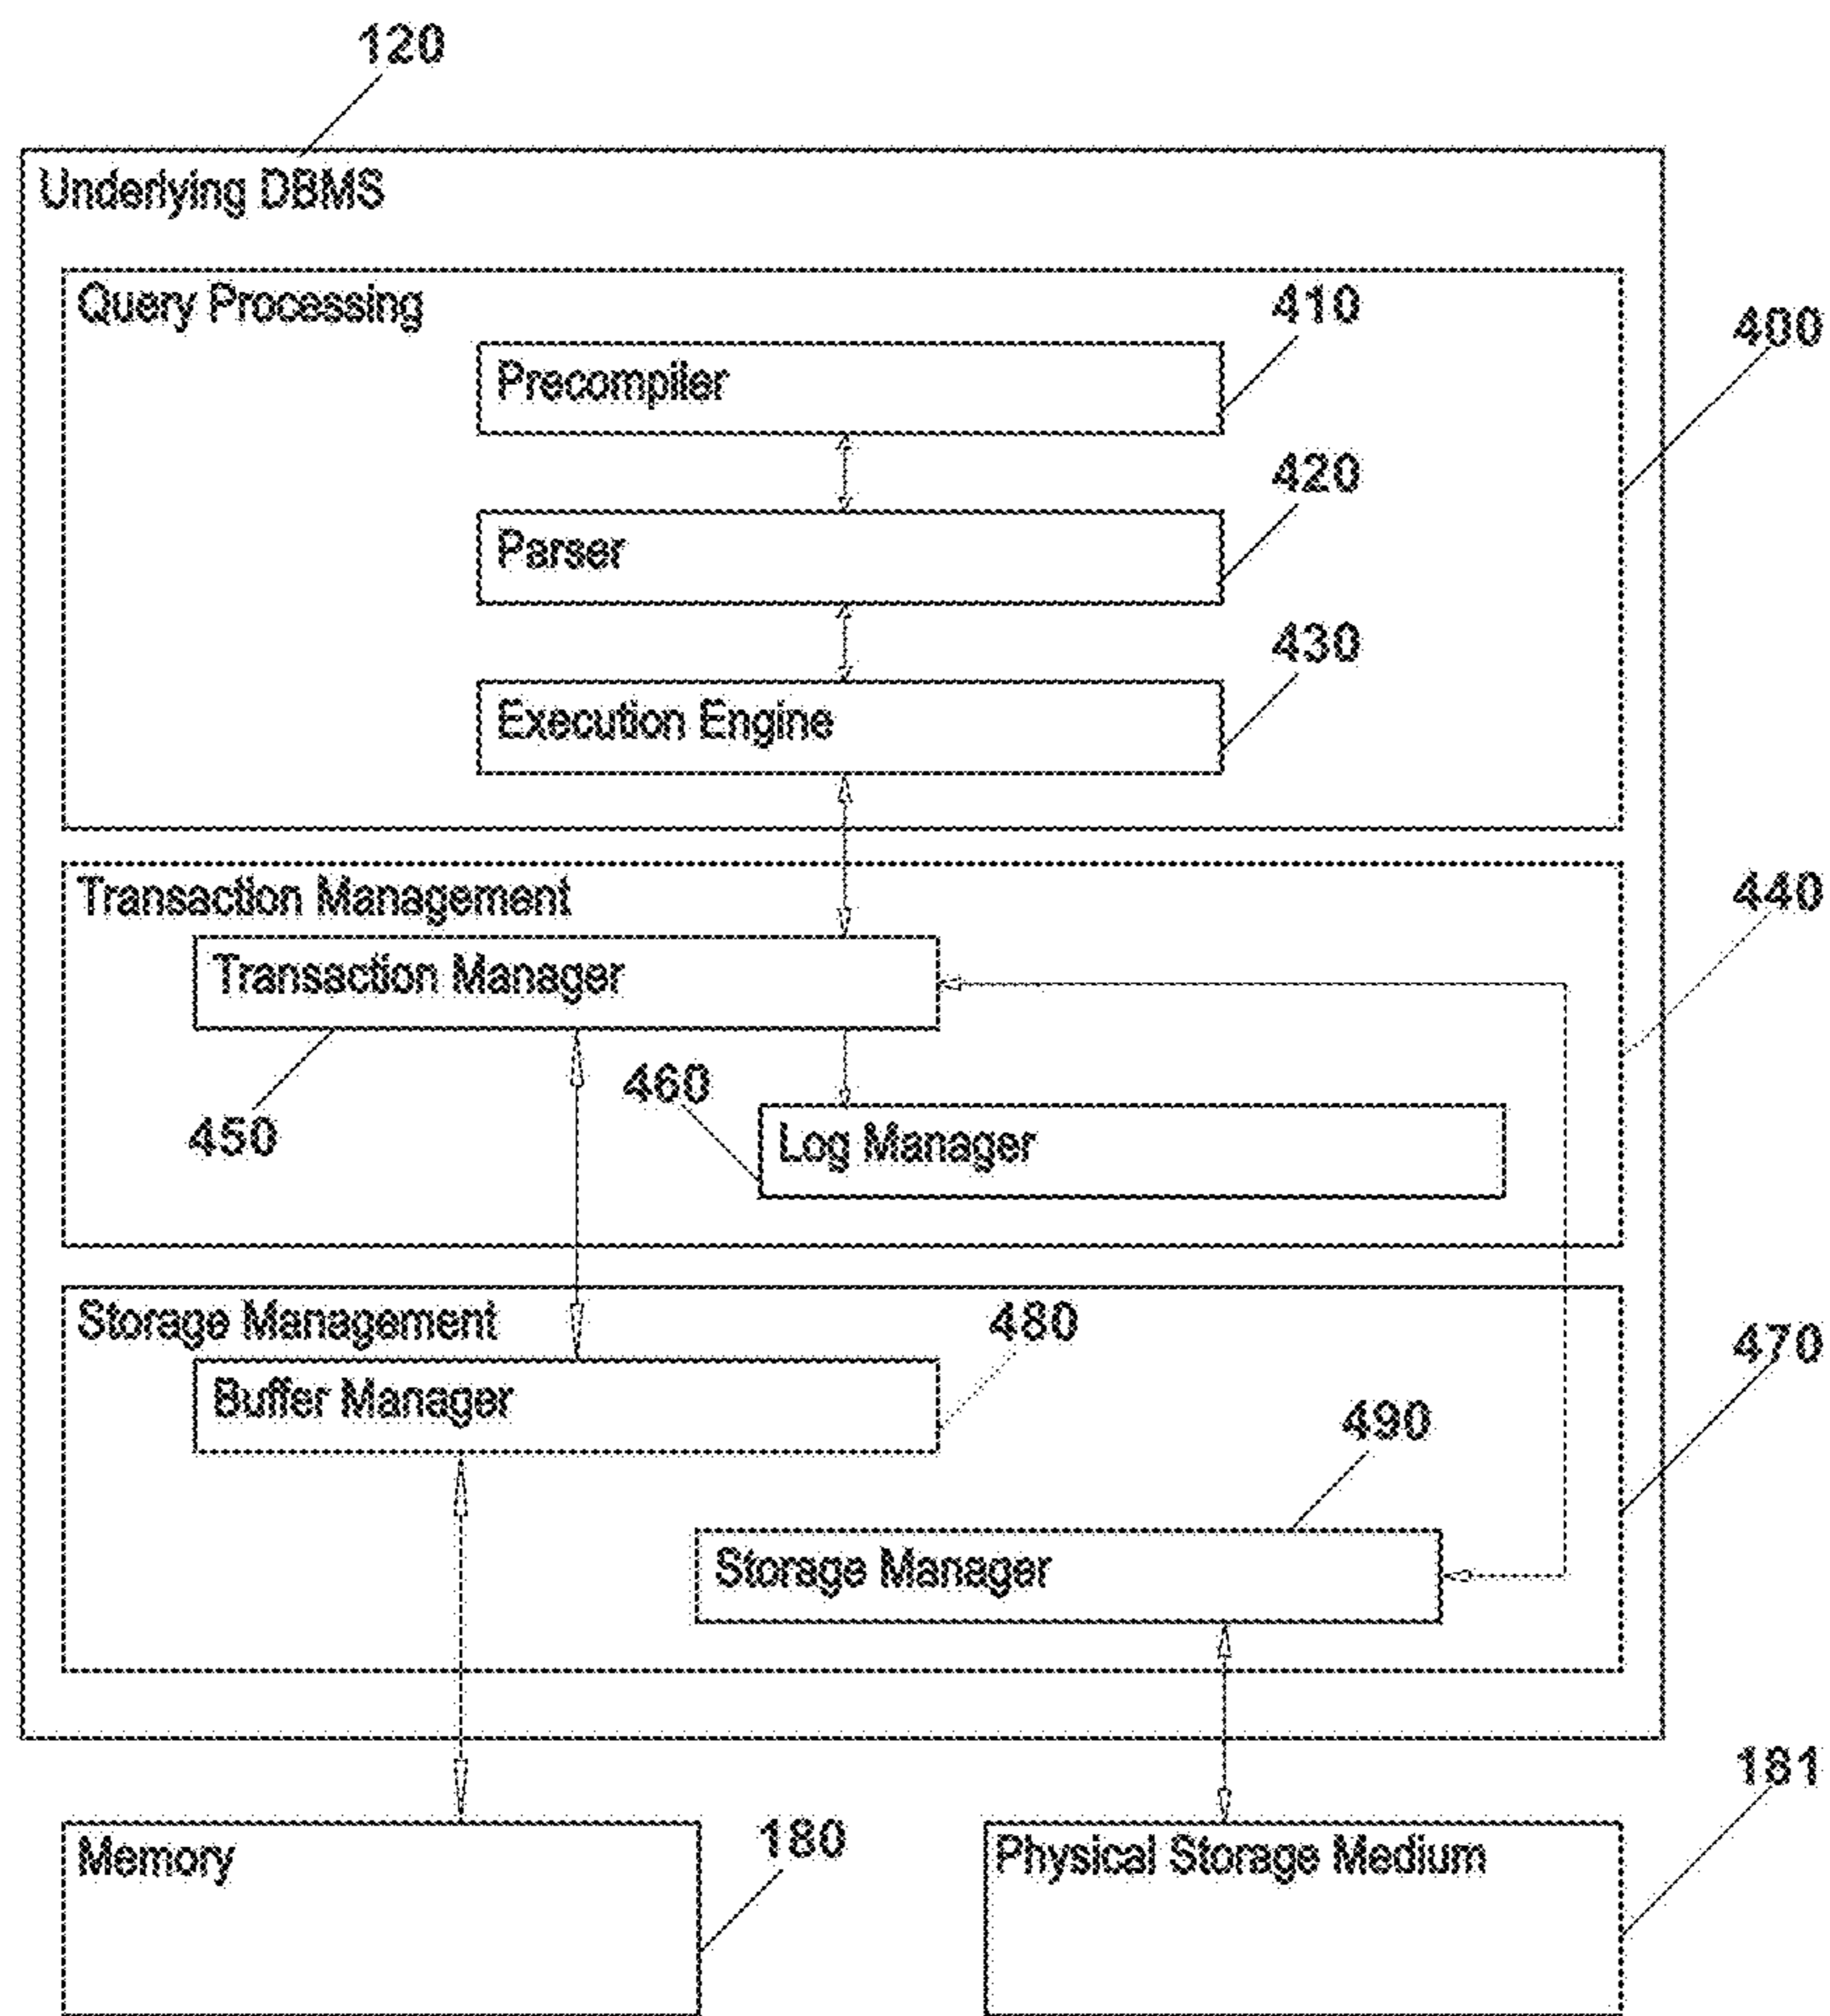 120
Underlying DBMS
Query Processing
410
400
Precompiler
420
Parser
430
Execution Engine
Transaction Management
440
Transaction Manager
460
450
Log Manager
Storage Management
480
470
Buffer Manager
490
Storage Manager
181
180
Memory
Physical Storage Medium